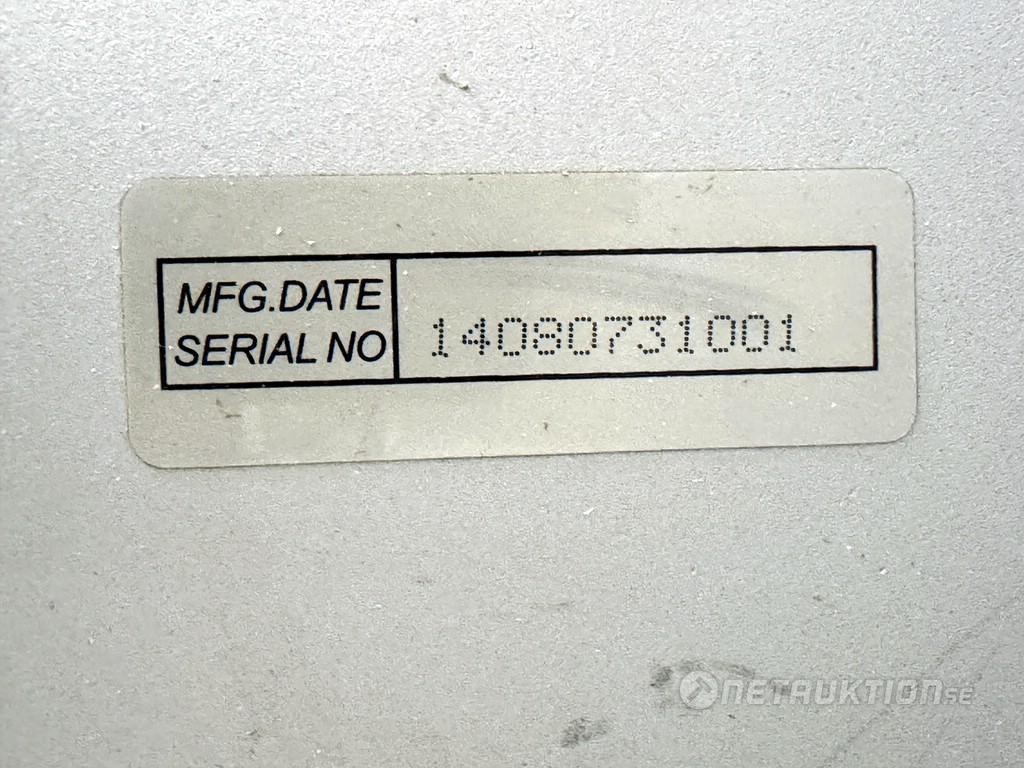 MFG.DATE
SERIAL NO
14080731001
NETAUKTION.SE